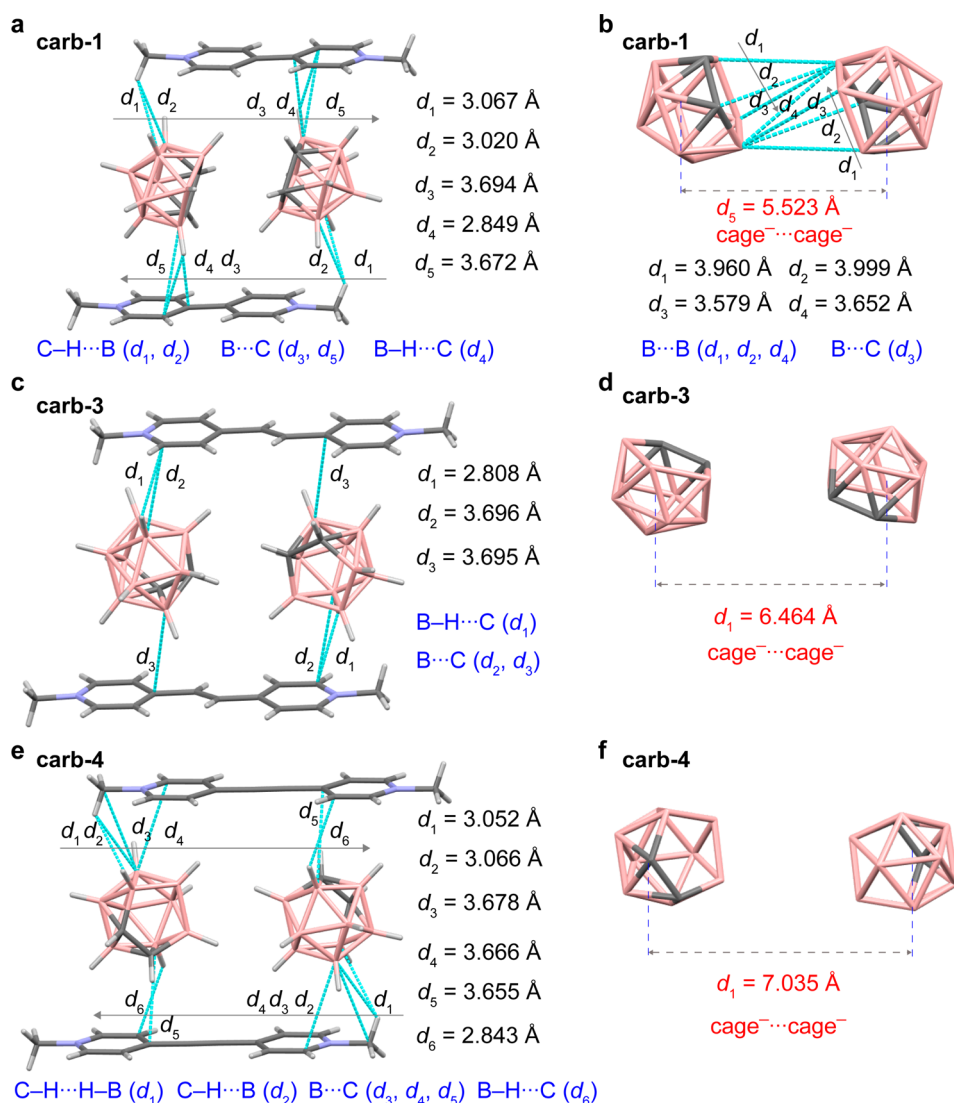 a carb-1
d1 d2 d3 d4 d5
d1 = 3.067 Å
d2 = 3.020 Å
d3 = 3.694 Å
d4 = 2.849 Å
d5 = 3.672 Å
d5 d4 d3 d2 d1
C–H···B (d1, d2) B···C (d3, d5) B–H···C (d4)
b carb-1
d1
d2
d3 d4 d3
d2
d1
d5 = 5.523 Å
cage–···cage–
d1 = 3.960 Å d2 = 3.999 Å
d3 = 3.579 Å d4 = 3.652 Å
B···B (d1, d2, d4) B···C (d3)
c carb-3
d1 d2 d3
d1 = 2.808 Å
d2 = 3.696 Å
d3 = 3.695 Å
B–H···C (d1)
B···C (d2, d3)
d3 d2 d1
d carb-3
d1 = 6.464 Å
cage–···cage–
e carb-4
d1 d2 d3 d4 d5 d6
d1 = 3.052 Å
d2 = 3.066 Å
d3 = 3.678 Å
d4 = 3.666 Å
d5 = 3.655 Å
d6 = 2.843 Å
d6 d5 d4 d3 d2 d1
C–H···H–B (d1) C–H···B (d2) B···C (d3, d4, d5) B–H···C (d6)
f carb-4
d1 = 7.035 Å
cage–···cage–